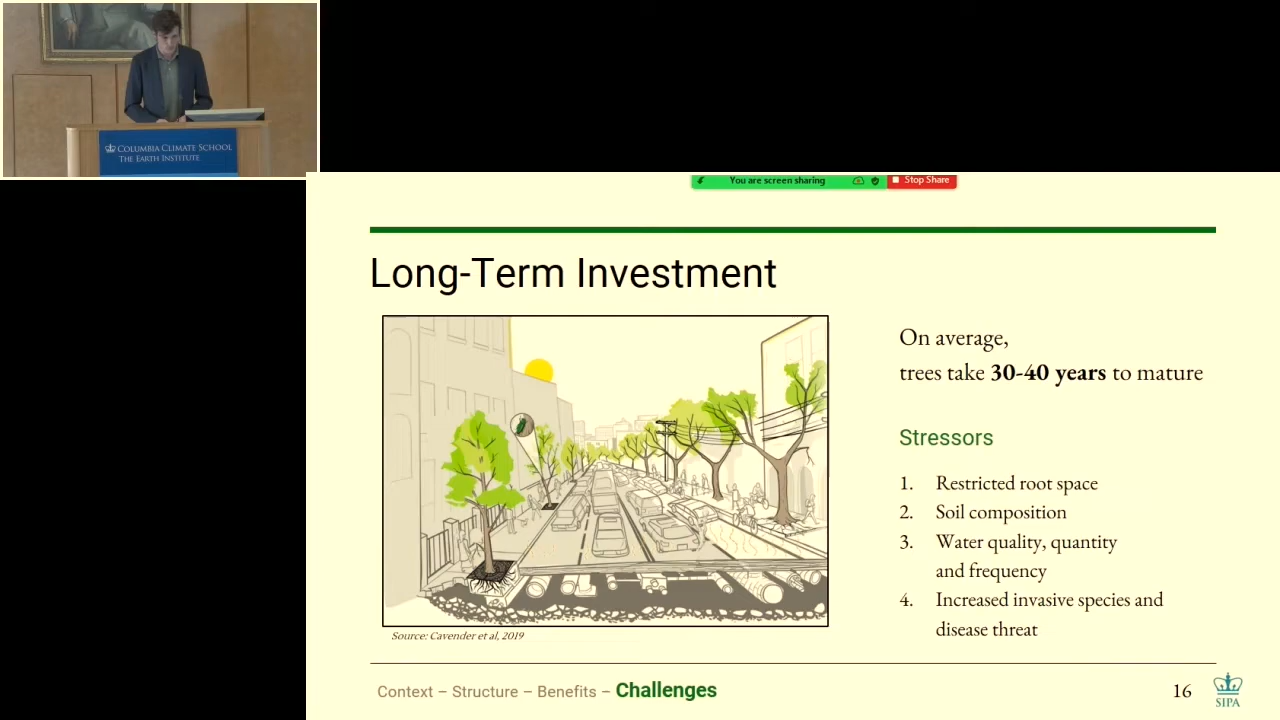 COLUMBIA CLIMATE SCHOOL
THE EARTH INSTITUTE
You are screen sharing
Stop Share
Long-Term Investment
On average,
trees take 30-40 years to mature
Stressors
1. Restricted root space
2. Soil composition
3. Water quality, quantity
and frequency
4. Increased invasive species and
disease threat
Source: Cavender et al, 2019
Context – Structure – Benefits – Challenges
16
SIPA